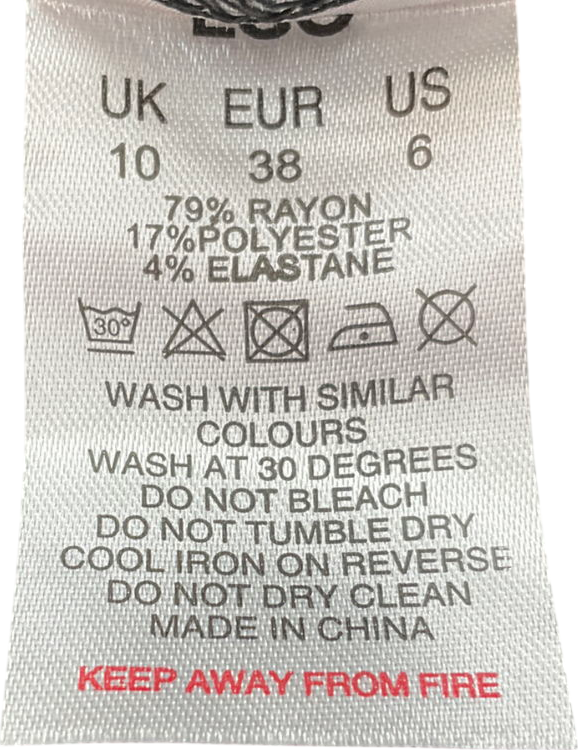 UK EUR US
10 38 6
79% RAYON
17%POLYESTER
4% ELASTANE
30°
WASH WITH SIMILAR
COLOURS
WASH AT 30 DEGREES
DO NOT BLEACH
DO NOT TUMBLE DRY
COOL IRON ON REVERSE
DO NOT DRY CLEAN
MADE IN CHINA
KEEP AWAY FROM FIRE